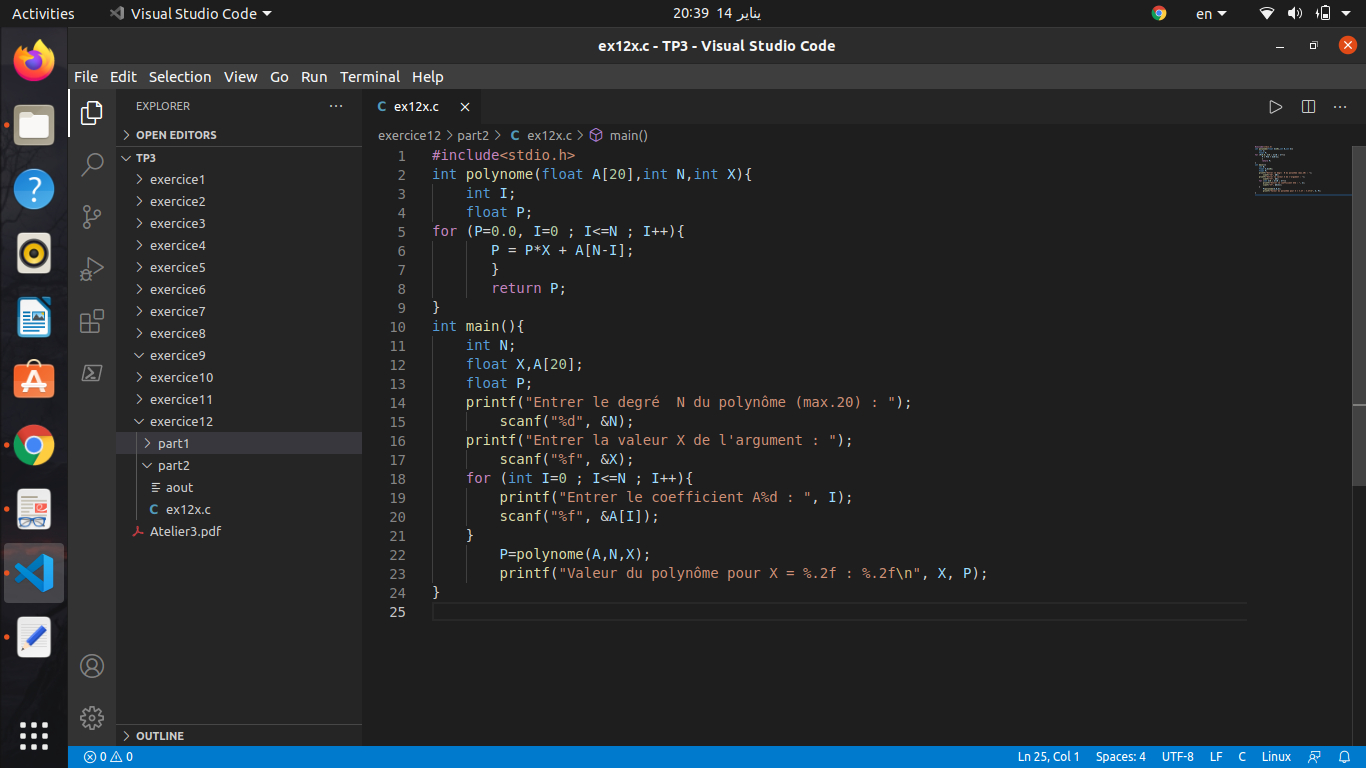 Activities Visual Studio Code 20:39 14 يناير en
ex12x.c - TP3 - Visual Studio Code
File Edit Selection View Go Run Terminal Help
EXPLORER
OPEN EDITORS
TP3
exercice1
exercice2
exercice3
exercice4
exercice5
exercice6
exercice7
exercice8
exercice9
exercice10
exercice11
exercice12
part1
part2
aout
C ex12x.c
Atelier3.pdf
OUTLINE
C ex12x.c
exercice12 > part2 > C ex12x.c > main()
1 #include<stdio.h>
2 int polynome(float A[20],int N,int X){
3     int I;
4     float P;
5 for (P=0.0, I=0 ; I<=N ; I++){
6        P = P*X + A[N-I];
7        }
8        return P;
9 }
10 int main(){
11     int N;
12     float X,A[20];
13     float P;
14     printf("Entrer le degré  N du polynôme (max.20) : ");
15         scanf("%d", &N);
16     printf("Entrer la valeur X de l'argument : ");
17         scanf("%f", &X);
18     for (int I=0 ; I<=N ; I++){
19         printf("Entrer le coefficient A%d : ", I);
20         scanf("%f", &A[I]);
21     }
22         P=polynome(A,N,X);
23         printf("Valeur du polynôme pour X = %.2f : %.2f\n", X, P);
24 }
25
0 0 Ln 25, Col 1 Spaces: 4 UTF-8 LF C Linux